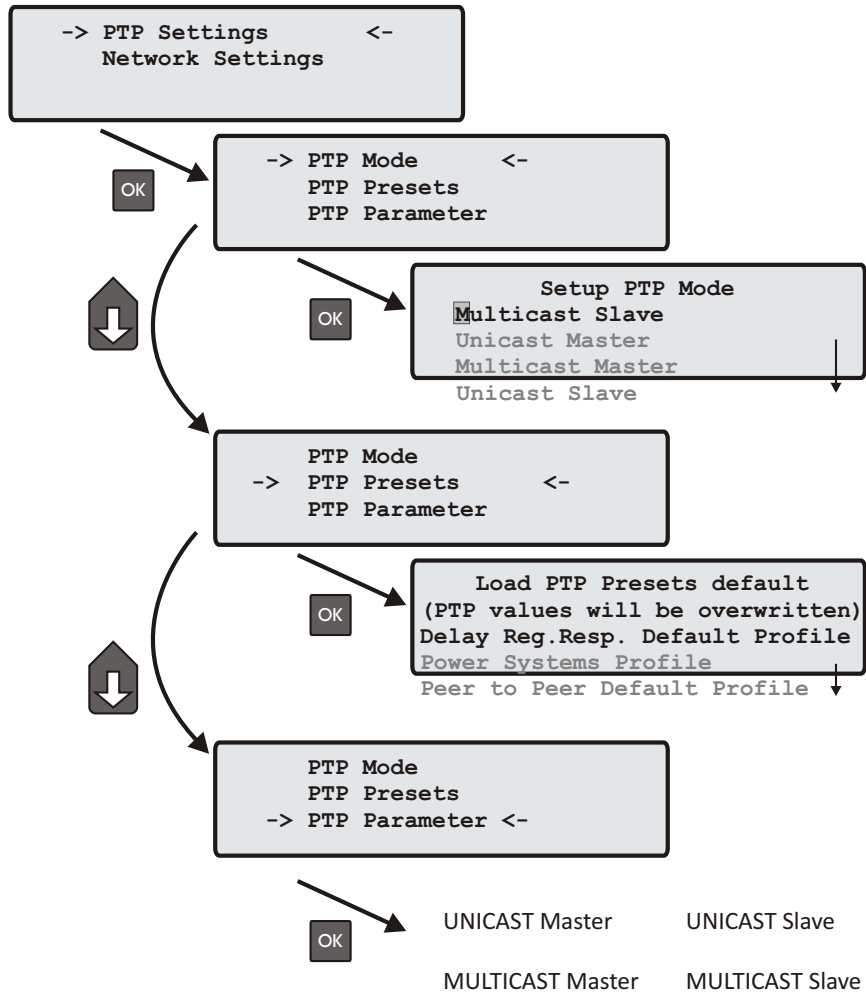 -> PTP Settings <-
Network Settings
OK
-> PTP Mode <-
PTP Presets
PTP Parameter
OK
Setup PTP Mode
Multicast Slave
Unicast Master
Multicast Master
Unicast Slave
PTP Mode
-> PTP Presets <-
PTP Parameter
OK
Load PTP Presets default
(PTP values will be overwritten)
Delay Reg.Resp. Default Profile
Power Systems Profile
Peer to Peer Default Profile
PTP Mode
PTP Presets
-> PTP Parameter <-
OK
UNICAST Master UNICAST Slave
MULTICAST Master MULTICAST Slave